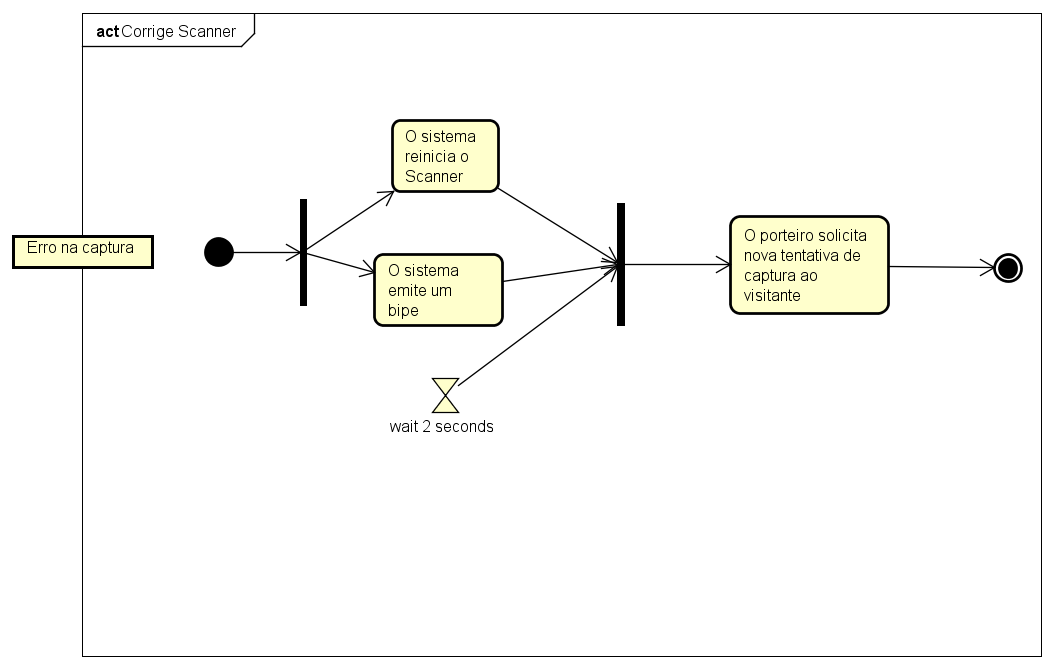 act Corrige Scanner
O sistema
reinicia o
Scanner
Erro na captura
O sistema
emite um
bipe
wait 2 seconds
O porteiro solicita
nova tentativa de
captura ao
visitante